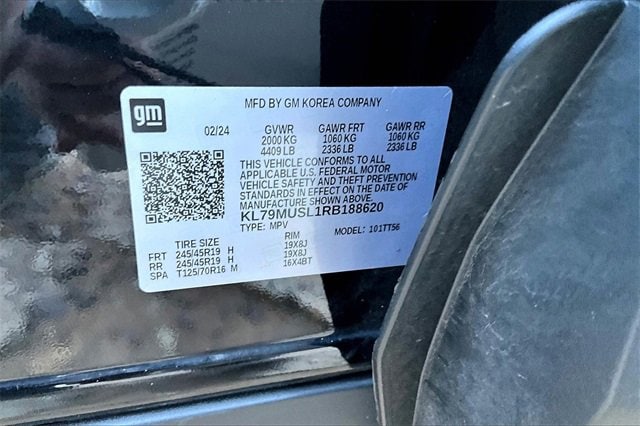 gm
MFD BY GM KOREA COMPANY
02/24 GVWR GAWR FRT GAWR RR
2000 KG 1060 KG 1060 KG
4409 LB 2336 LB 2336 LB
THIS VEHICLE CONFORMS TO ALL
APPLICABLE U.S. FEDERAL MOTOR
VEHICLE SAFETY AND THEFT PREVENTION
STANDARDS IN EFFECT ON THE DATE OF
MANUFACTURE SHOWN ABOVE.
KL79MUSL1RB188620
TYPE: MPV MODEL: 101TT56
TIRE SIZE RIM
FRT 245/45R19 H 19X8J
RR 245/45R19 H 19X8J
SPA T125/70R16 M 16X4BT